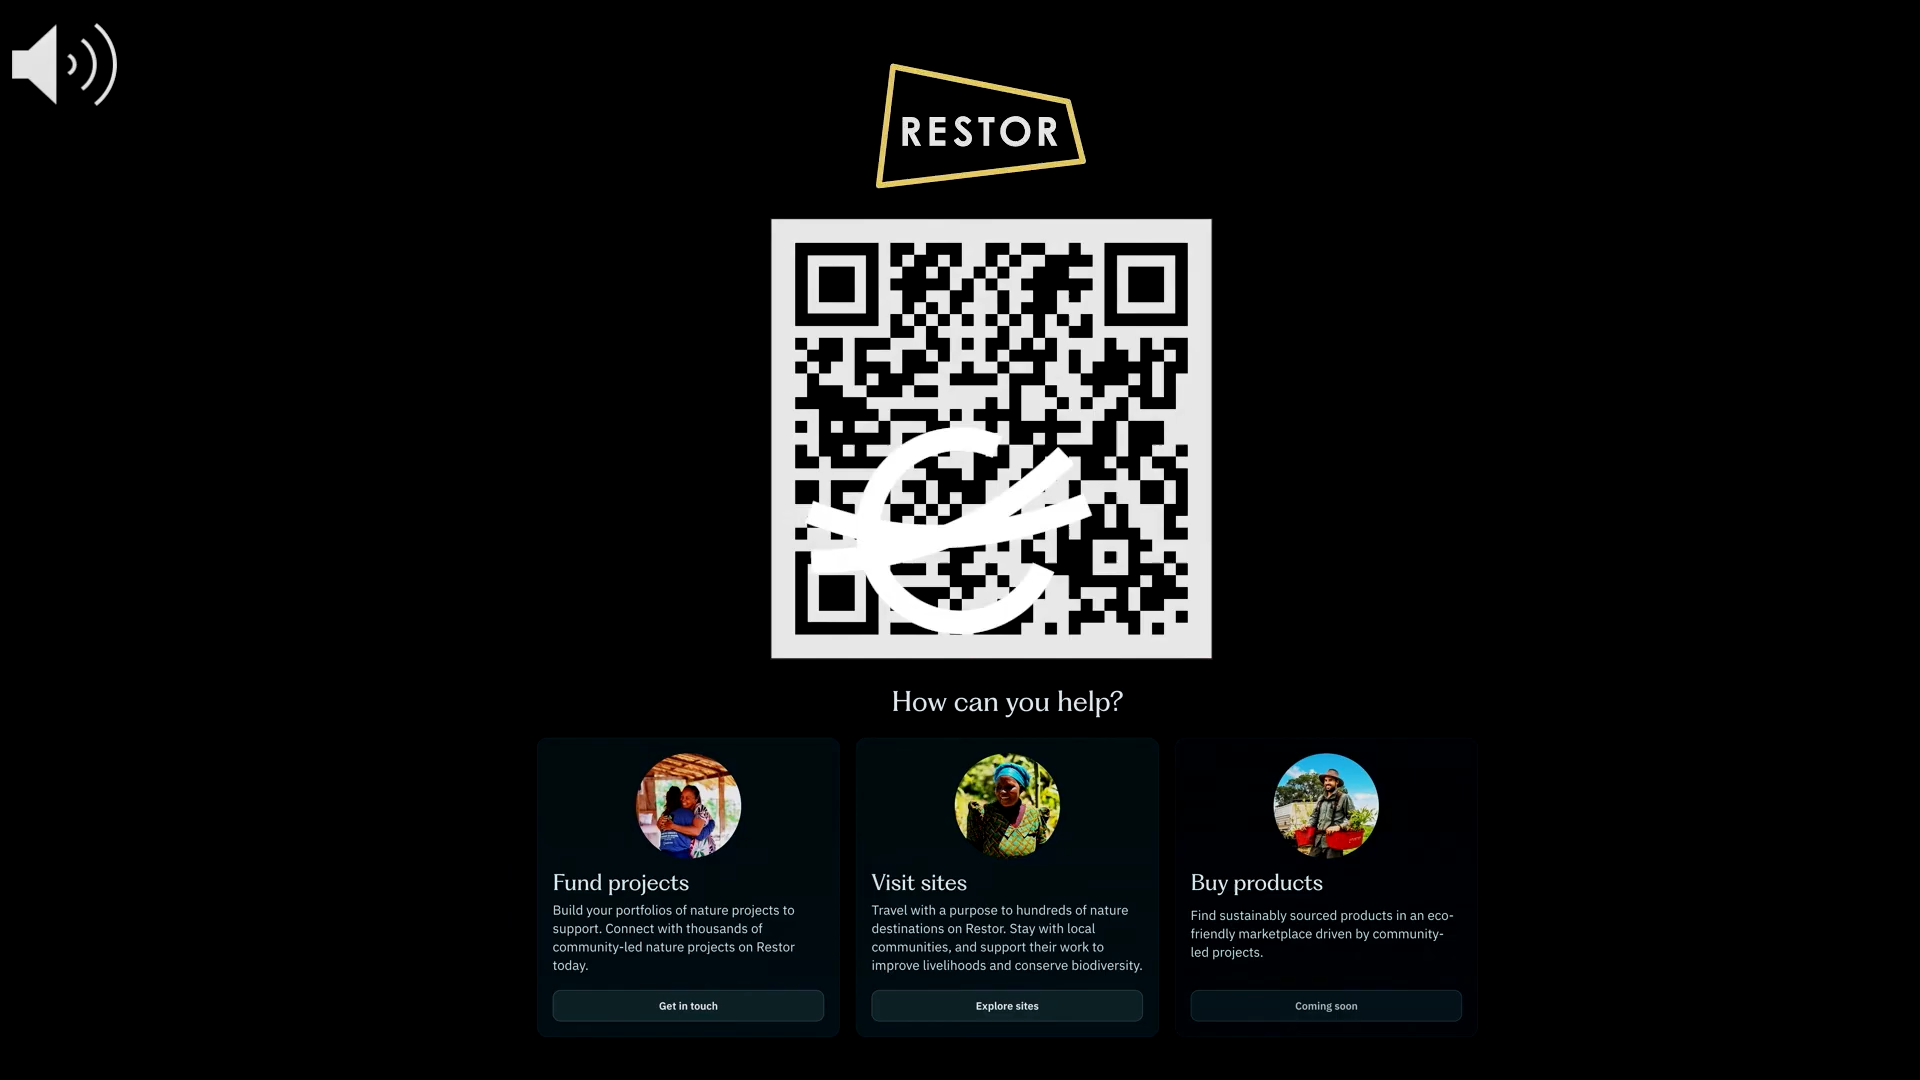 RESTOR
How can you help?
Fund projects
Build your portfolios of nature projects to
support. Connect with thousands of
community-led nature projects on Restor
today.
Get in touch
Visit sites
Travel with a purpose to hundreds of nature
destinations on Restor. Stay with local
communities, and support their work to
improve livelihoods and conserve biodiversity.
Explore sites
Buy products
Find sustainably sourced products in an eco-
friendly marketplace driven by community-
led projects.
Coming soon